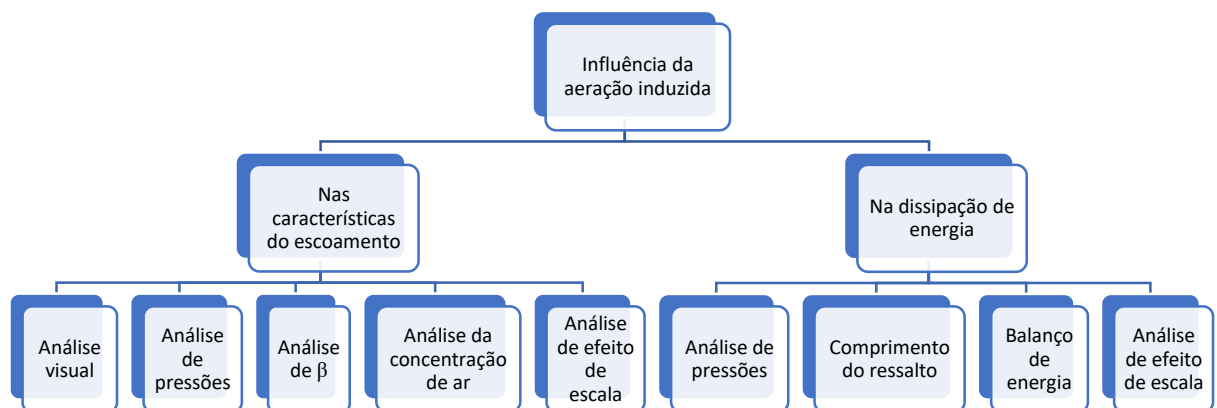 Influência da
aeração induzida
Nas
características
do escoamento
Na dissipação de
energia
Análise
visual
Análise
de
pressões
Análise
de β
Análise da
concentração
de ar
Análise
de efeito
de
escala
Análise de
pressões
Comprimento
do ressalto
Balanço
de
energia
Análise
de efeito
de escala